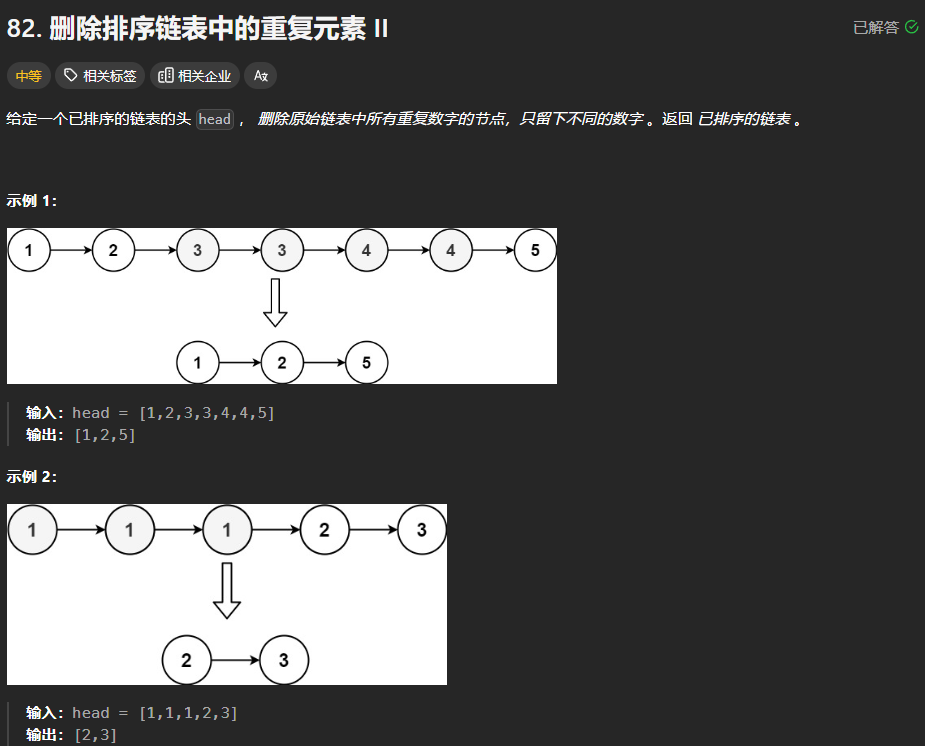 82. 删除排序链表中的重复元素 II
已解答
中等 相关标签 相关企业 Aあ
给定一个已排序的链表的头 head ， 删除原始链表中所有重复数字的节点，只留下不同的数字 。返回 已排序的链表 。
示例 1：
1 2 3 3 4 4 5
1 2 5
输入：head = [1,2,3,3,4,4,5]
输出：[1,2,5]
示例 2：
1 1 1 2 3
2 3
输入：head = [1,1,1,2,3]
输出：[2,3]